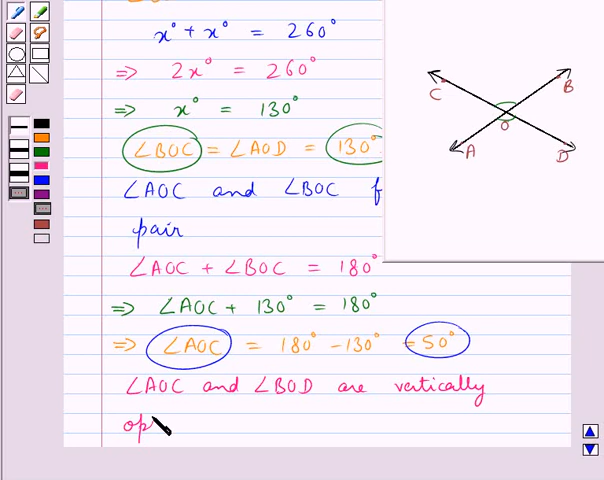 x° + x° = 260°
⇒ 2x° = 260°
⇒ x° = 130°
∠BOC = ∠AOD = 130°
∠AOC and ∠BOC f
pair
∠AOC + ∠BOC = 180°
⇒ ∠AOC + 130° = 180°
⇒ ∠AOC = 180° - 130° = 50°
∠AOC and ∠BOD are vertically
op
C B
O
A D